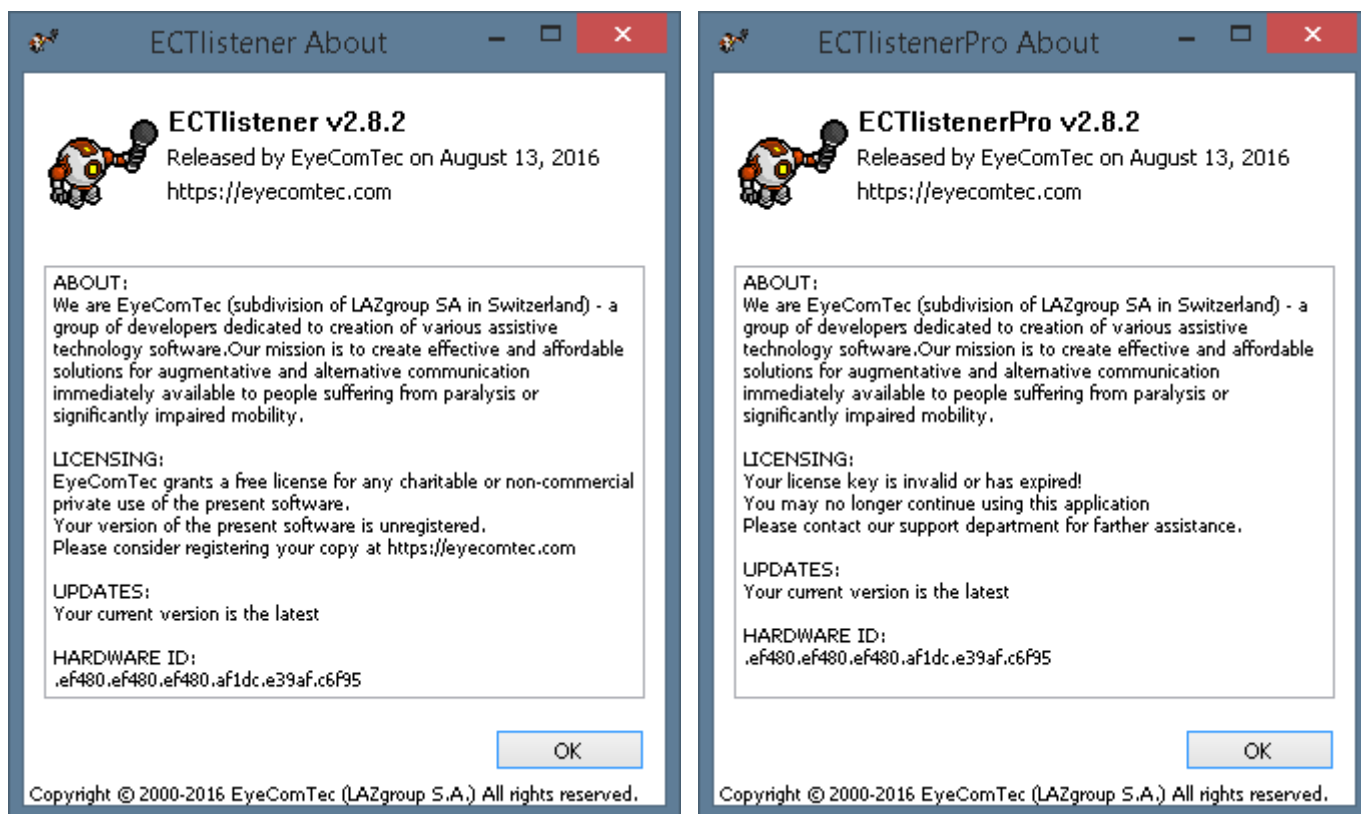 ECTlistener About
ECTlistener v2.8.2
Released by EyeComTec on August 13, 2016
https://eyecomtec.com
ABOUT:
We are EyeComTec (subdivision of LAZgroup SA in Switzerland) - a
group of developers dedicated to creation of various assistive
technology software.Our mission is to create effective and affordable
solutions for augmentative and alternative communication
immediately available to people suffering from paralysis or
significantly impaired mobility.
LICENSING:
EyeComTec grants a free license for any charitable or non-commercial
private use of the present software.
Your version of the present software is unregistered.
Please consider registering your copy at https://eyecomtec.com
UPDATES:
Your current version is the latest
HARDWARE ID:
.ef480.ef480.ef480.af1dc.e39af.c6f95
OK
Copyright © 2000-2016 EyeComTec (LAZgroup S.A.) All rights reserved.
ECTlistenerPro About
ECTlistenerPro v2.8.2
Released by EyeComTec on August 13, 2016
https://eyecomtec.com
ABOUT:
We are EyeComTec (subdivision of LAZgroup SA in Switzerland) - a
group of developers dedicated to creation of various assistive
technology software.Our mission is to create effective and affordable
solutions for augmentative and alternative communication
immediately available to people suffering from paralysis or
significantly impaired mobility.
LICENSING:
Your license key is invalid or has expired!
You may no longer continue using this application
Please contact our support department for farther assistance.
UPDATES:
Your current version is the latest
HARDWARE ID:
.ef480.ef480.ef480.af1dc.e39af.c6f95
OK
Copyright © 2000-2016 EyeComTec (LAZgroup S.A.) All rights reserved.